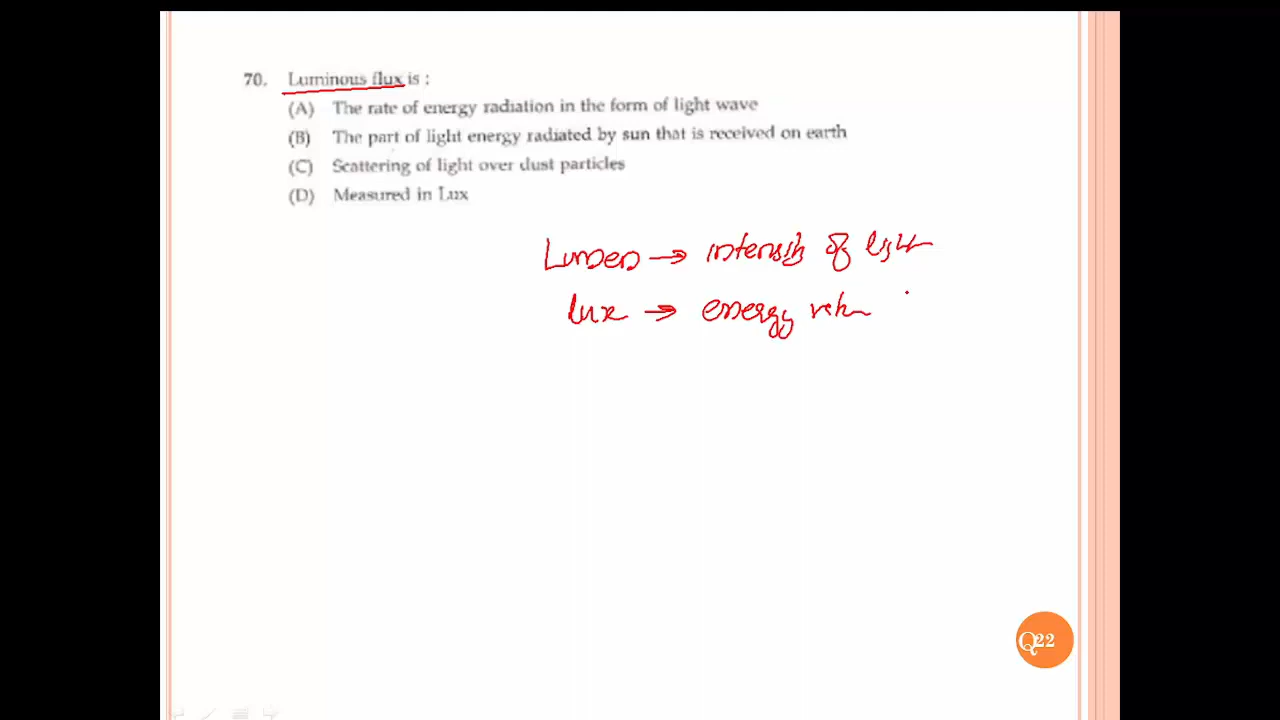 70. Luminous flux is :
(A) The rate of energy radiation in the form of light wave
(B) The part of light energy radiated by sun that is received on earth
(C) Scattering of light over dust particles
(D) Measured in Lux
Lumen → intensity of light
lux → energy
Q22